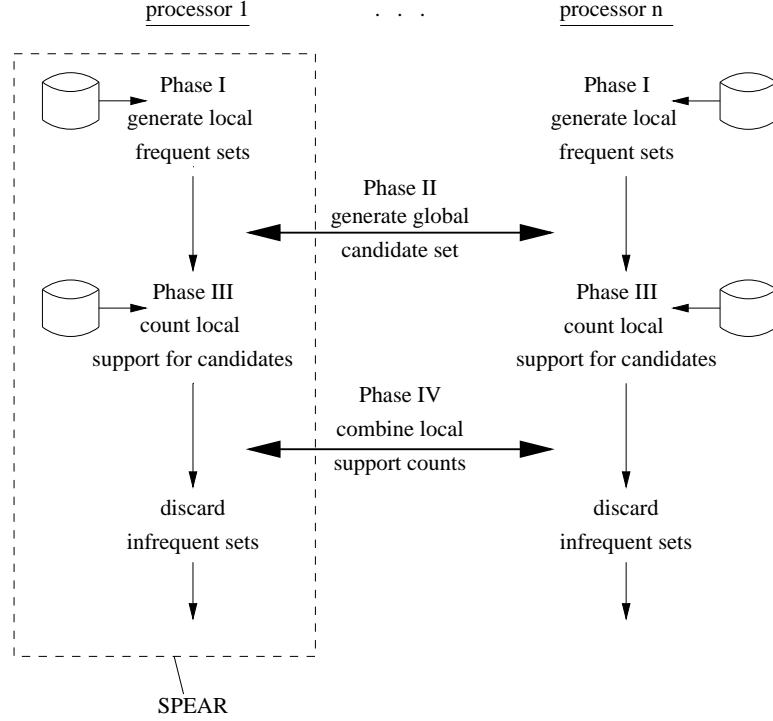 processor 1
. . .
processor n
Phase I
generate local
frequent sets
Phase I
generate local
frequent sets
Phase II
generate global
candidate set
Phase III
count local
support for candidates
Phase III
count local
support for candidates
Phase IV
combine local
support counts
discard
infrequent sets
discard
infrequent sets
SPEAR